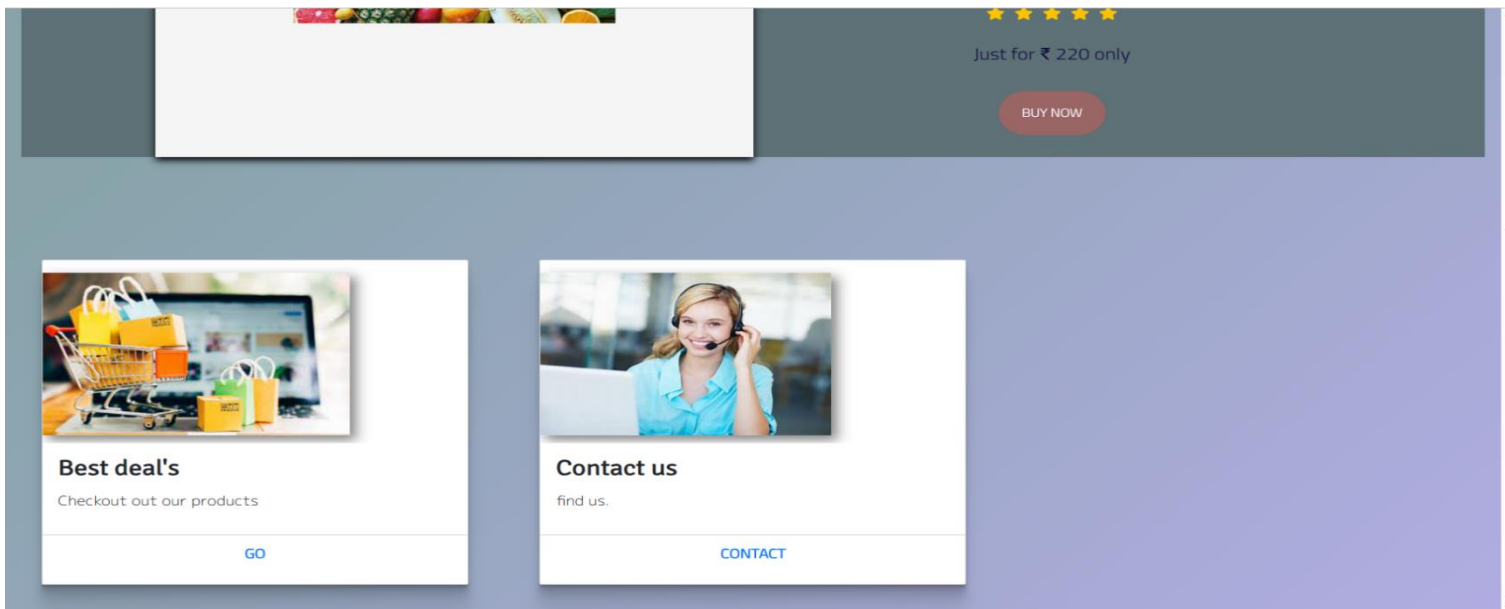 Just for ₹ 220 only
BUY NOW
Best deal's
Checkout out our products
GO
Contact us
find us.
CONTACT